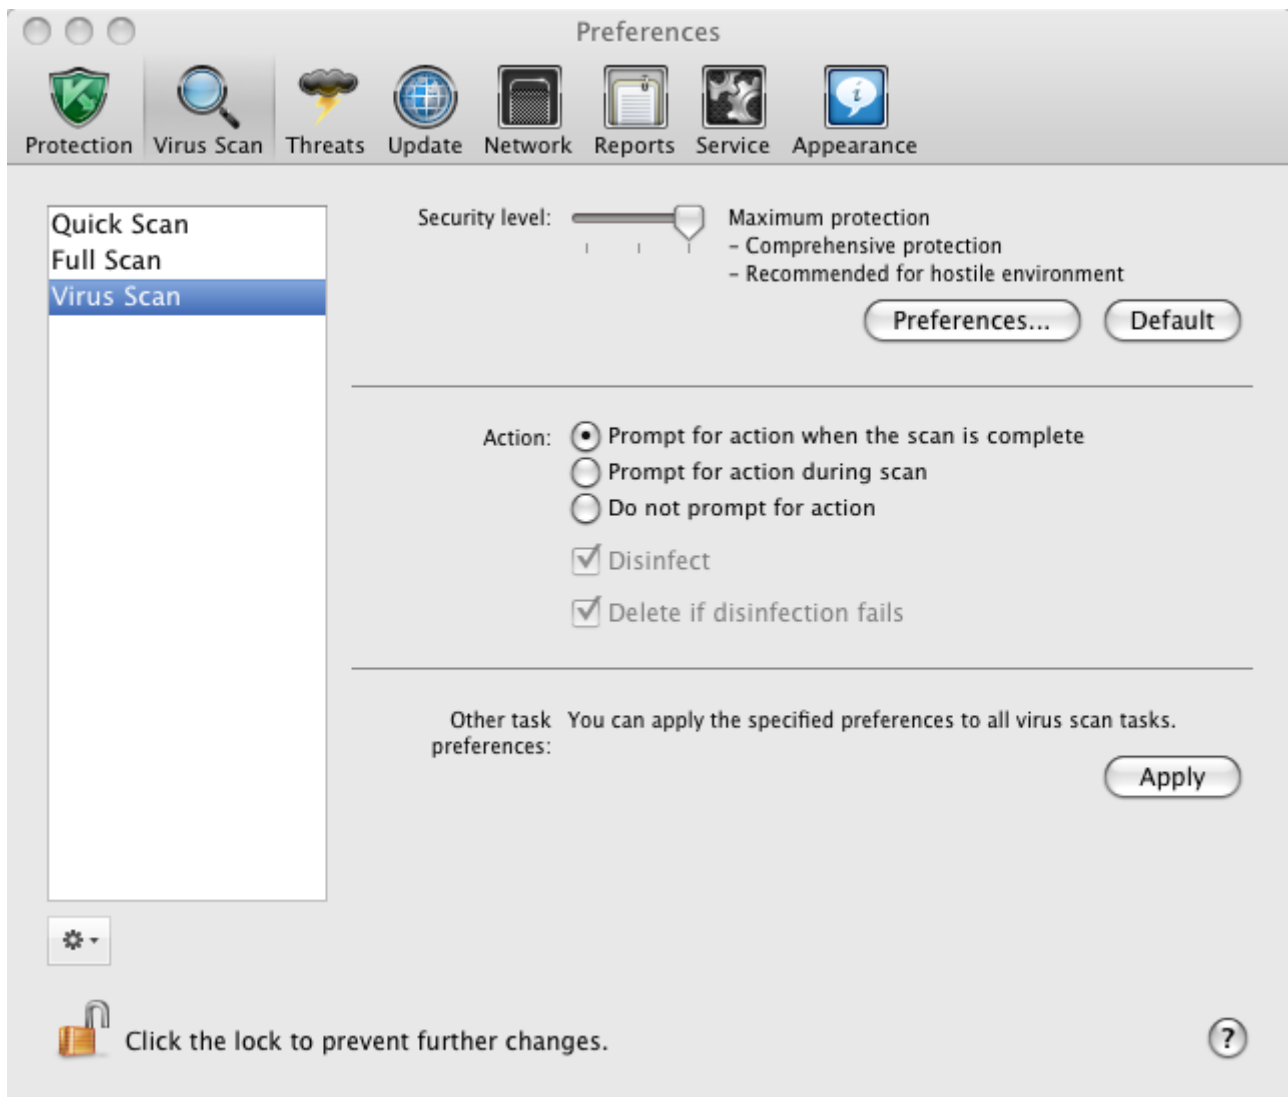 Preferences
Protection Virus Scan Threats Update Network Reports Service Appearance
Quick Scan
Full Scan
Virus Scan
Security level: Maximum protection
– Comprehensive protection
– Recommended for hostile environment
Preferences... Default
Action: Prompt for action when the scan is complete
Prompt for action during scan
Do not prompt for action
Disinfect
Delete if disinfection fails
Other task You can apply the specified preferences to all virus scan tasks.
preferences:
Apply
Click the lock to prevent further changes. ?